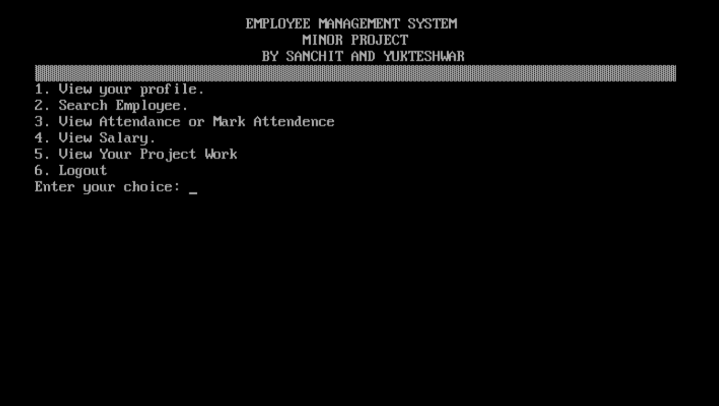 EMPLOYEE MANAGEMENT SYSTEM
MINOR PROJECT
BY SANCHIT AND YUKTESHWAR
1. View your profile.
2. Search Employee.
3. View Attendance or Mark Attendence
4. View Salary.
5. View Your Project Work
6. Logout
Enter your choice: _